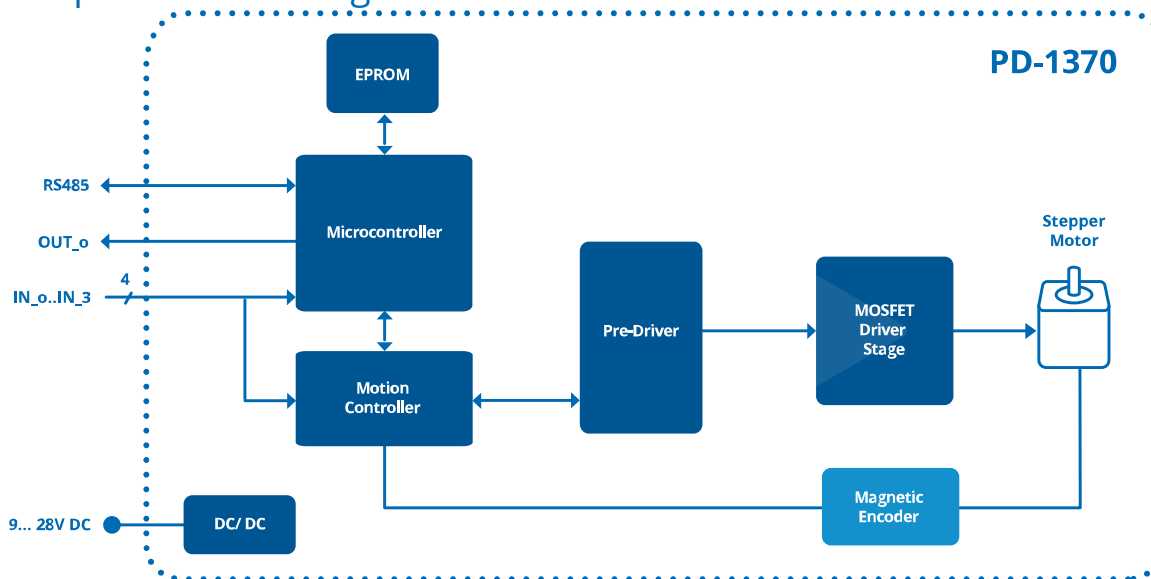 PD-1370
EPROM
RS485
Microcontroller
OUT_o
4
IN_o..IN_3
Stepper
Motor
Pre-Driver
MOSFET
Driver
Stage
Motion
Controller
Magnetic
Encoder
9... 28V DC
DC/ DC